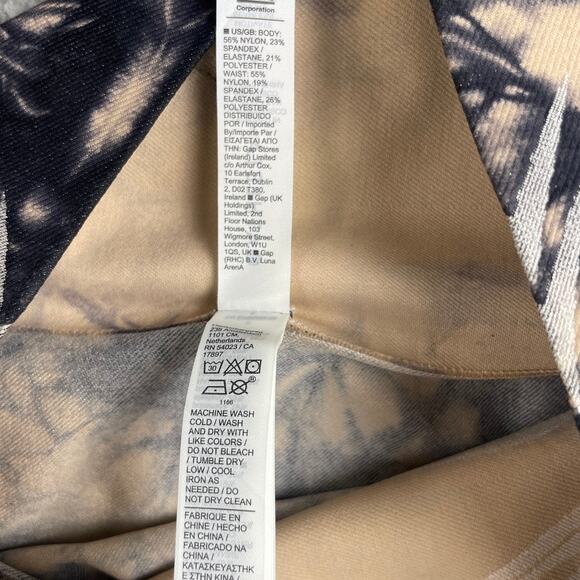 Corporation
■ US/GB: BODY:
56% NYLON, 23%
SPANDEX /
ELASTANE, 21%
POLYESTER /
WAIST: 55%
NYLON, 19%
SPANDEX /
ELASTANE, 26%
POLYESTER
DISTRIBUIDO
POR / Imported
By/Importe Par /
ΕΙΣΑΓΕΤΑΙ ΑΠΟ
ΤΗΝ: Gap Stores
(Ireland) Limited
c/o Arthur Cox,
10 Earlsfort
Terrace, Dublin
2, D02 T380,
Ireland ■ Gap (UK
Holdings)
Limited, 2nd
Floor Nations
House, 103
Wigmore Street,
London, W1U
1QS, UK ■ Gap
(RHC) B.V. Luna
ArenA
1101 CM,
Netherlands
RN 54023 / CA
17897
30
1166
MACHINE WASH
COLD / WASH
AND DRY WITH
LIKE COLORS /
DO NOT BLEACH
/ TUMBLE DRY
LOW / COOL
IRON AS
NEEDED / DO
NOT DRY CLEAN
FABRIQUE EN
CHINE / HECHO
EN CHINA /
FABRICADO NA
CHINA /
ΚΑΤΑΣΚΕΥΑΣΤΗΚ
Ε ΣΤΗΝ ΚΙΝΑ /